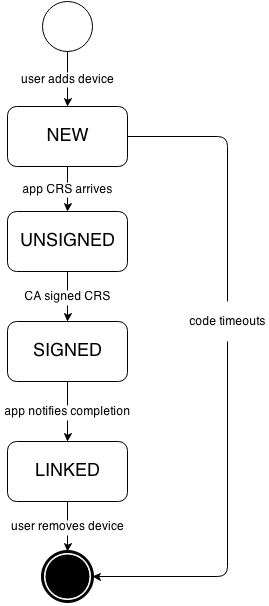 user adds device
NEW
app CRS arrives
UNSIGNED
CA signed CRS
SIGNED
code timeouts
app notifies completion
LINKED
user removes device